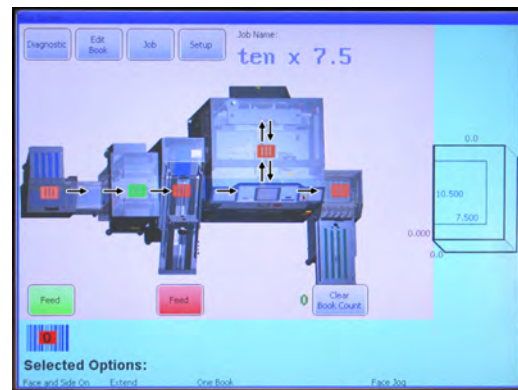 Diagnostic
Edit
Book
Job
Setup
Job Name:
ten x 7.5
0.0
10.500
7.500
0.000
0.0
Feed
Feed
0
Clear
Book Count
0
Selected Options:
Face and Side On
Extend
One Book
Face Jog